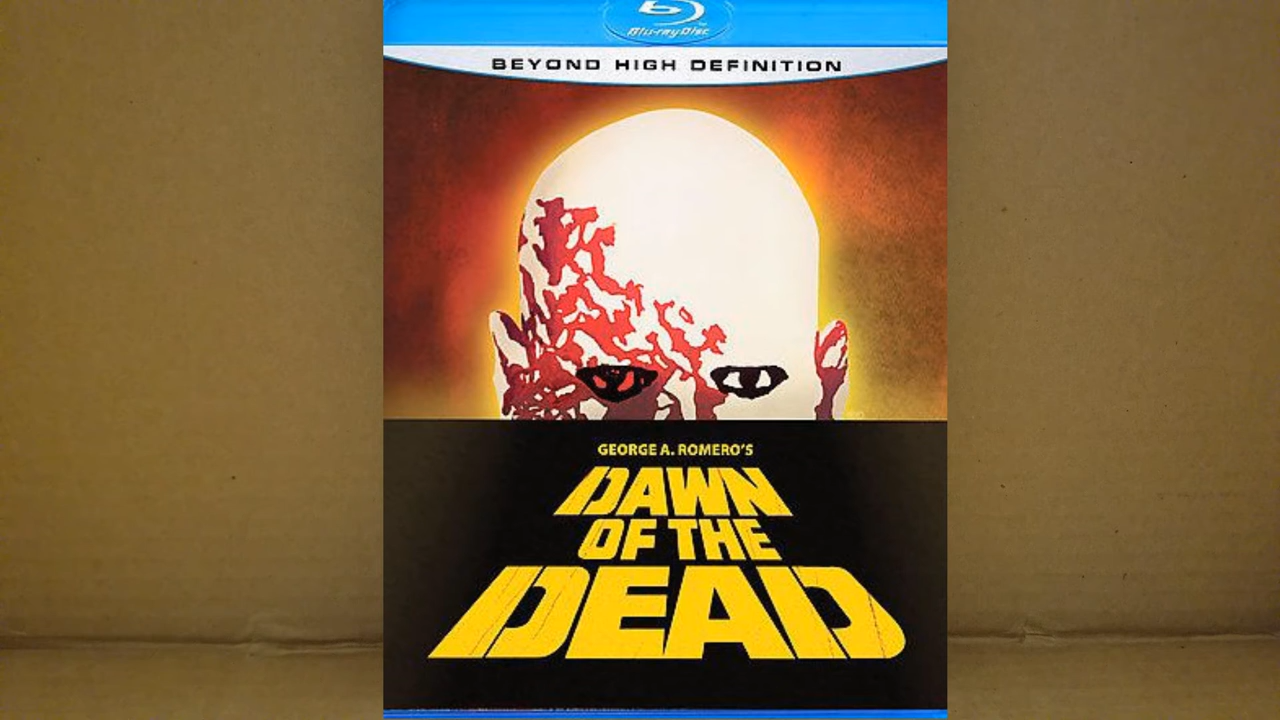 Blu-ray Disc
BEYOND HIGH DEFINITION
GEORGE A. ROMERO'S
DAWN
OF THE
DEAD